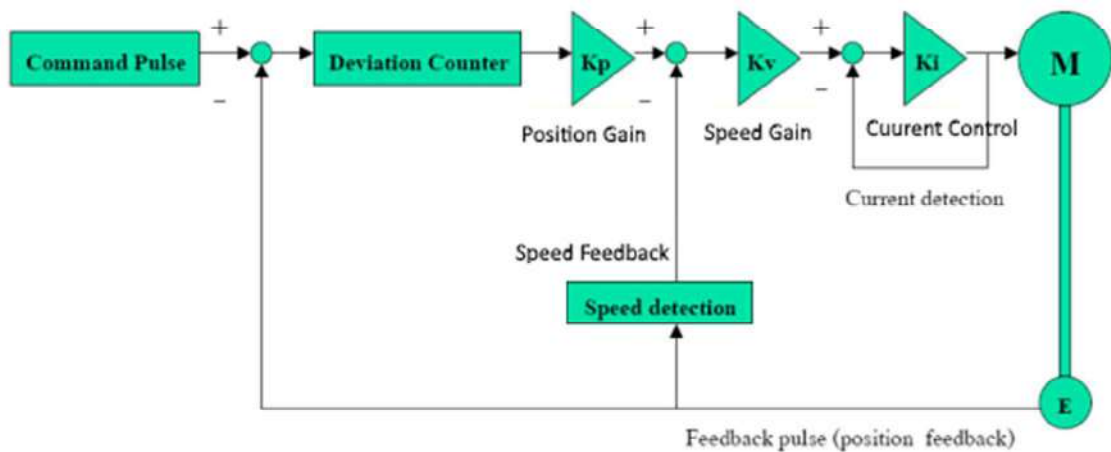 +
+
+
Command Pulse
Deviation Counter
Kp
Kv
Ki
M
−
−
−
Position Gain
Speed Gain
Cuurent Control
Current detection
Speed Feedback
Speed detection
E
Feedback pulse (position feedback)